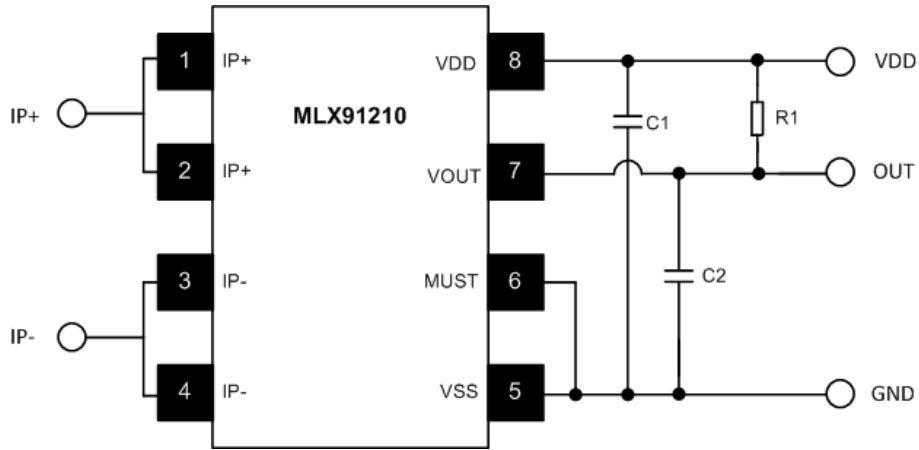 1 IP+ VDD 8 VDD
C1 R1
IP+ MLX91210
2 IP+ VOUT 7 OUT
3 IP- MUST 6 C2
IP-
4 IP- VSS 5 GND